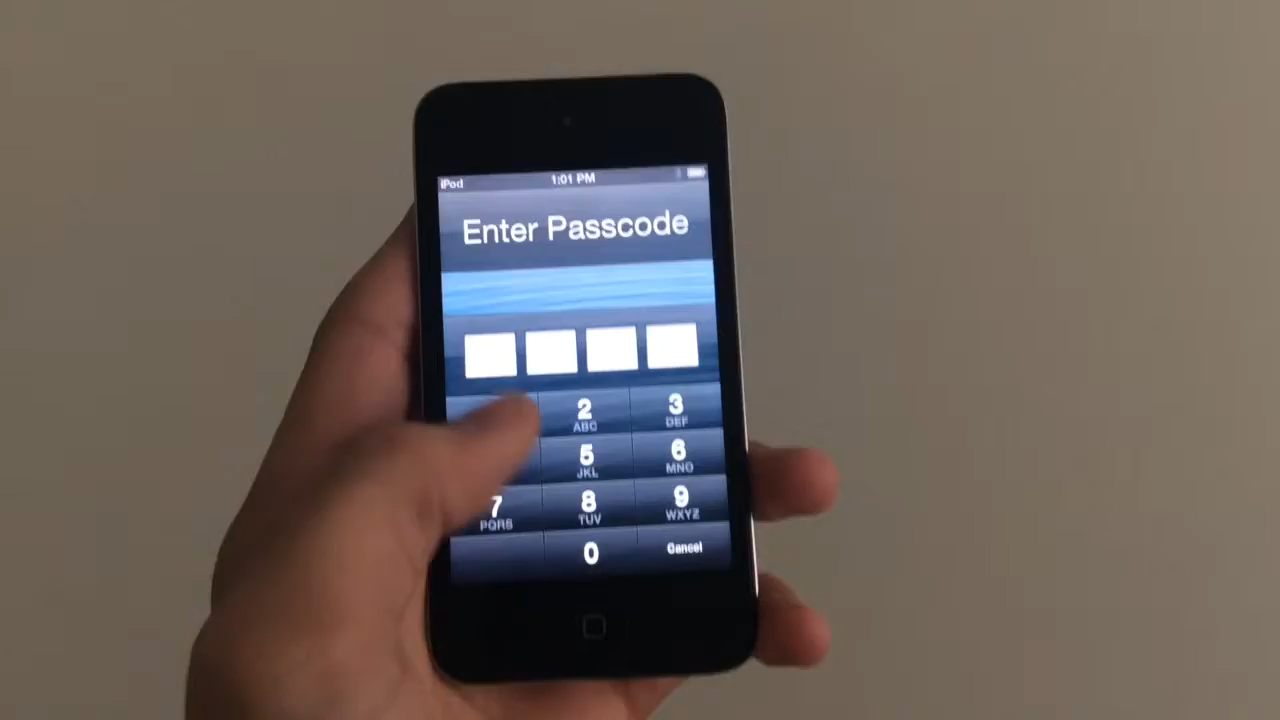 iPod 1:01 PM
Enter Passcode
2 3
ABC DEF
5 6
JKL MNO
7 8 9
PQRS TUV WXYZ
0 Cancel